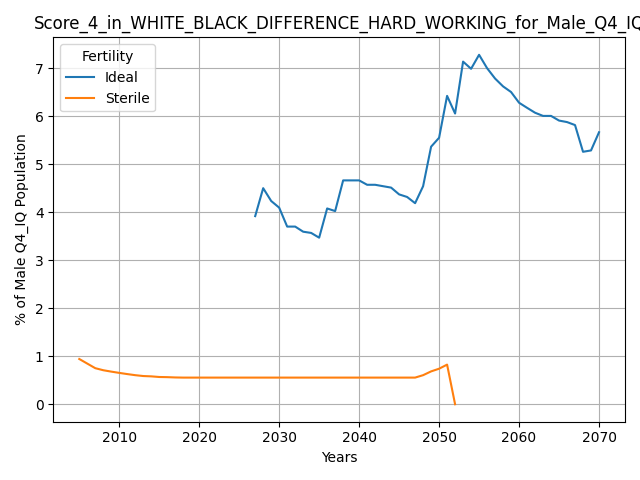 Score_4_in_WHITE_BLACK_DIFFERENCE_HARD_WORKING_for_Male_Q4_IQ
Fertility
Ideal
Sterile
% of Male Q4_IQ Population
7
6
5
4
3
2
1
0
2010 2020 2030 2040 2050 2060 2070
Years